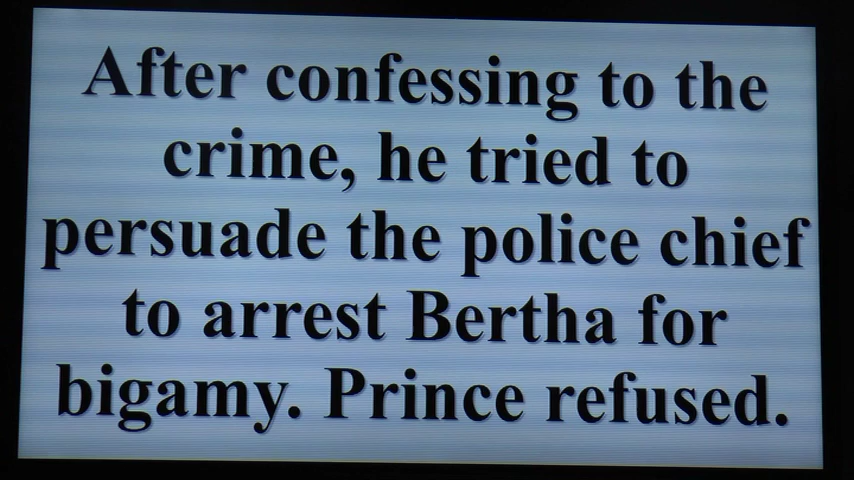 After confessing to the
crime, he tried to
persuade the police chief
to arrest Bertha for
bigamy. Prince refused.